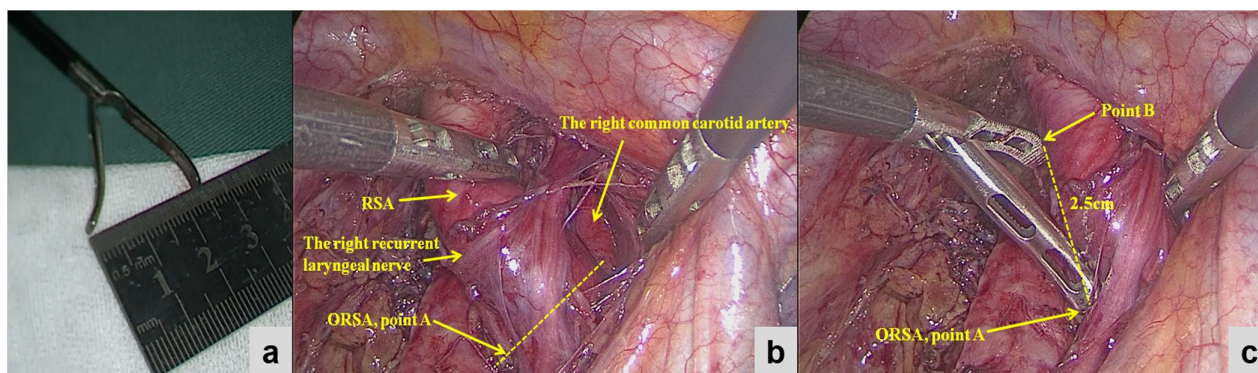 1 2 3
0.5 mm
mm
a
The right common carotid artery
RSA
The right recurrent
laryngeal nerve
ORSA, point A
b
Point B
2.5cm
ORSA, point A
c